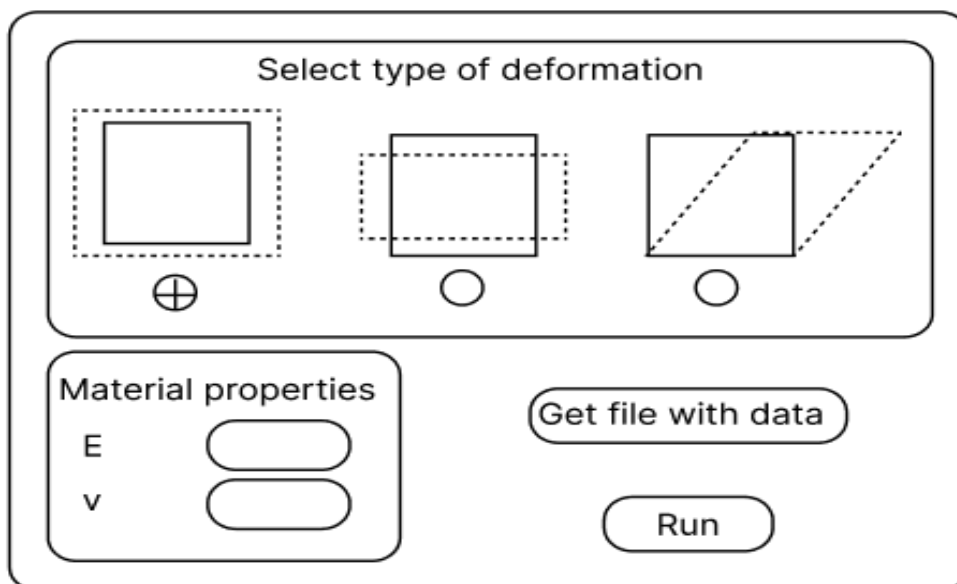 Select type of deformation
Material properties
E
v
Get file with data
Run